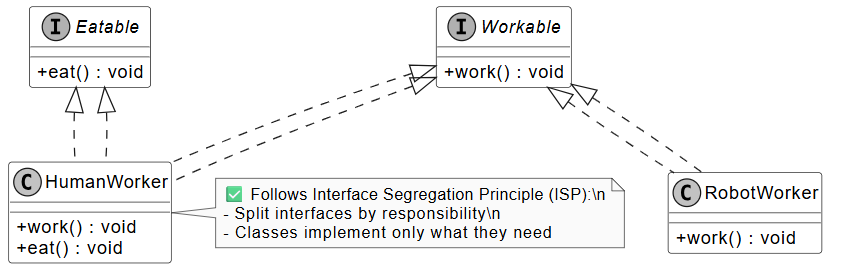 I Eatable
+eat() : void
I Workable
+work() : void
C HumanWorker
+work() : void
+eat() : void
✅ Follows Interface Segregation Principle (ISP):\n
- Split interfaces by responsibility\n
- Classes implement only what they need
C RobotWorker
+work() : void